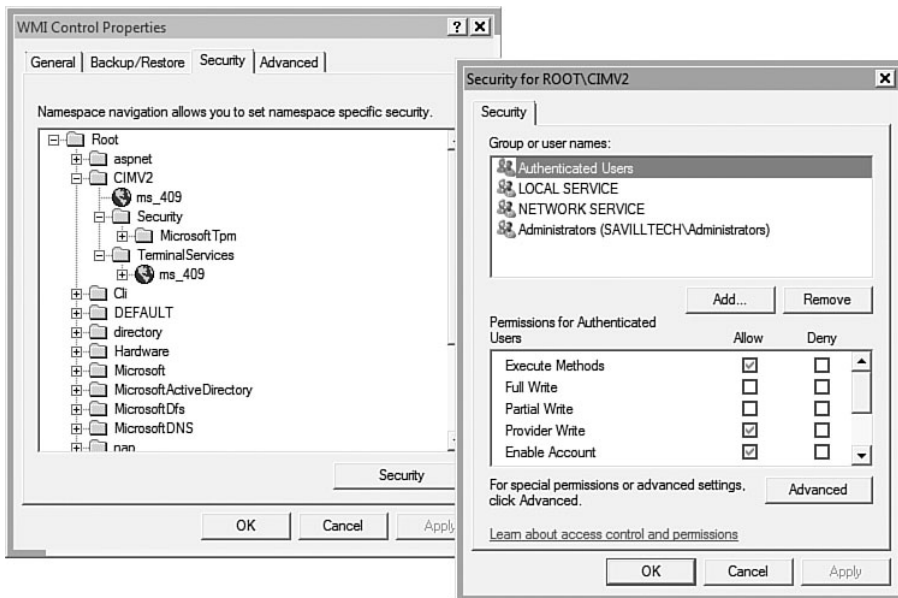 WMI Control Properties
General
Backup/Restore
Security
Advanced
Namespace navigation allows you to set namespace specific security.
Root
aspnet
CIMV2
ms_409
Security
MicrosoftTpm
TerminalServices
ms_409
Cli
DEFAULT
directory
Hardware
Microsoft
MicrosoftActiveDirectory
MicrosoftDfs
MicrosoftDNS
nap
Security
OK
Cancel
Apply
Security for ROOT\CIMV2
Security
Group or user names:
Authenticated Users
LOCAL SERVICE
NETWORK SERVICE
Administrators (SAVILLTECH\Administrators)
Add...
Remove
Permissions for Authenticated
Users
Allow
Deny
Execute Methods
Full Write
Partial Write
Provider Write
Enable Account
For special permissions or advanced settings,
click Advanced.
Advanced
Learn about access control and permissions
OK
Cancel
Apply